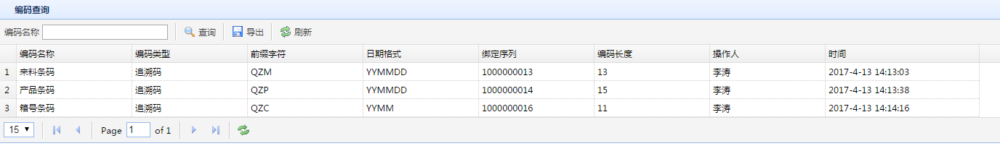 编码查询
编码名称 查询 导出 刷新
编码名称 编码类型 前缀字符 日期格式 绑定序列 编码长度 操作人 时间
1 来料条码 追溯码 QZM YYMMDD 1000000013 13 李涛 2017-4-13 14:13:03
2 产品条码 追溯码 QZP YYMMDD 1000000014 15 李涛 2017-4-13 14:13:38
3 箱号条码 追溯码 QZC YYMM 1000000016 11 李涛 2017-4-13 14:14:16
15 Page 1 of 1